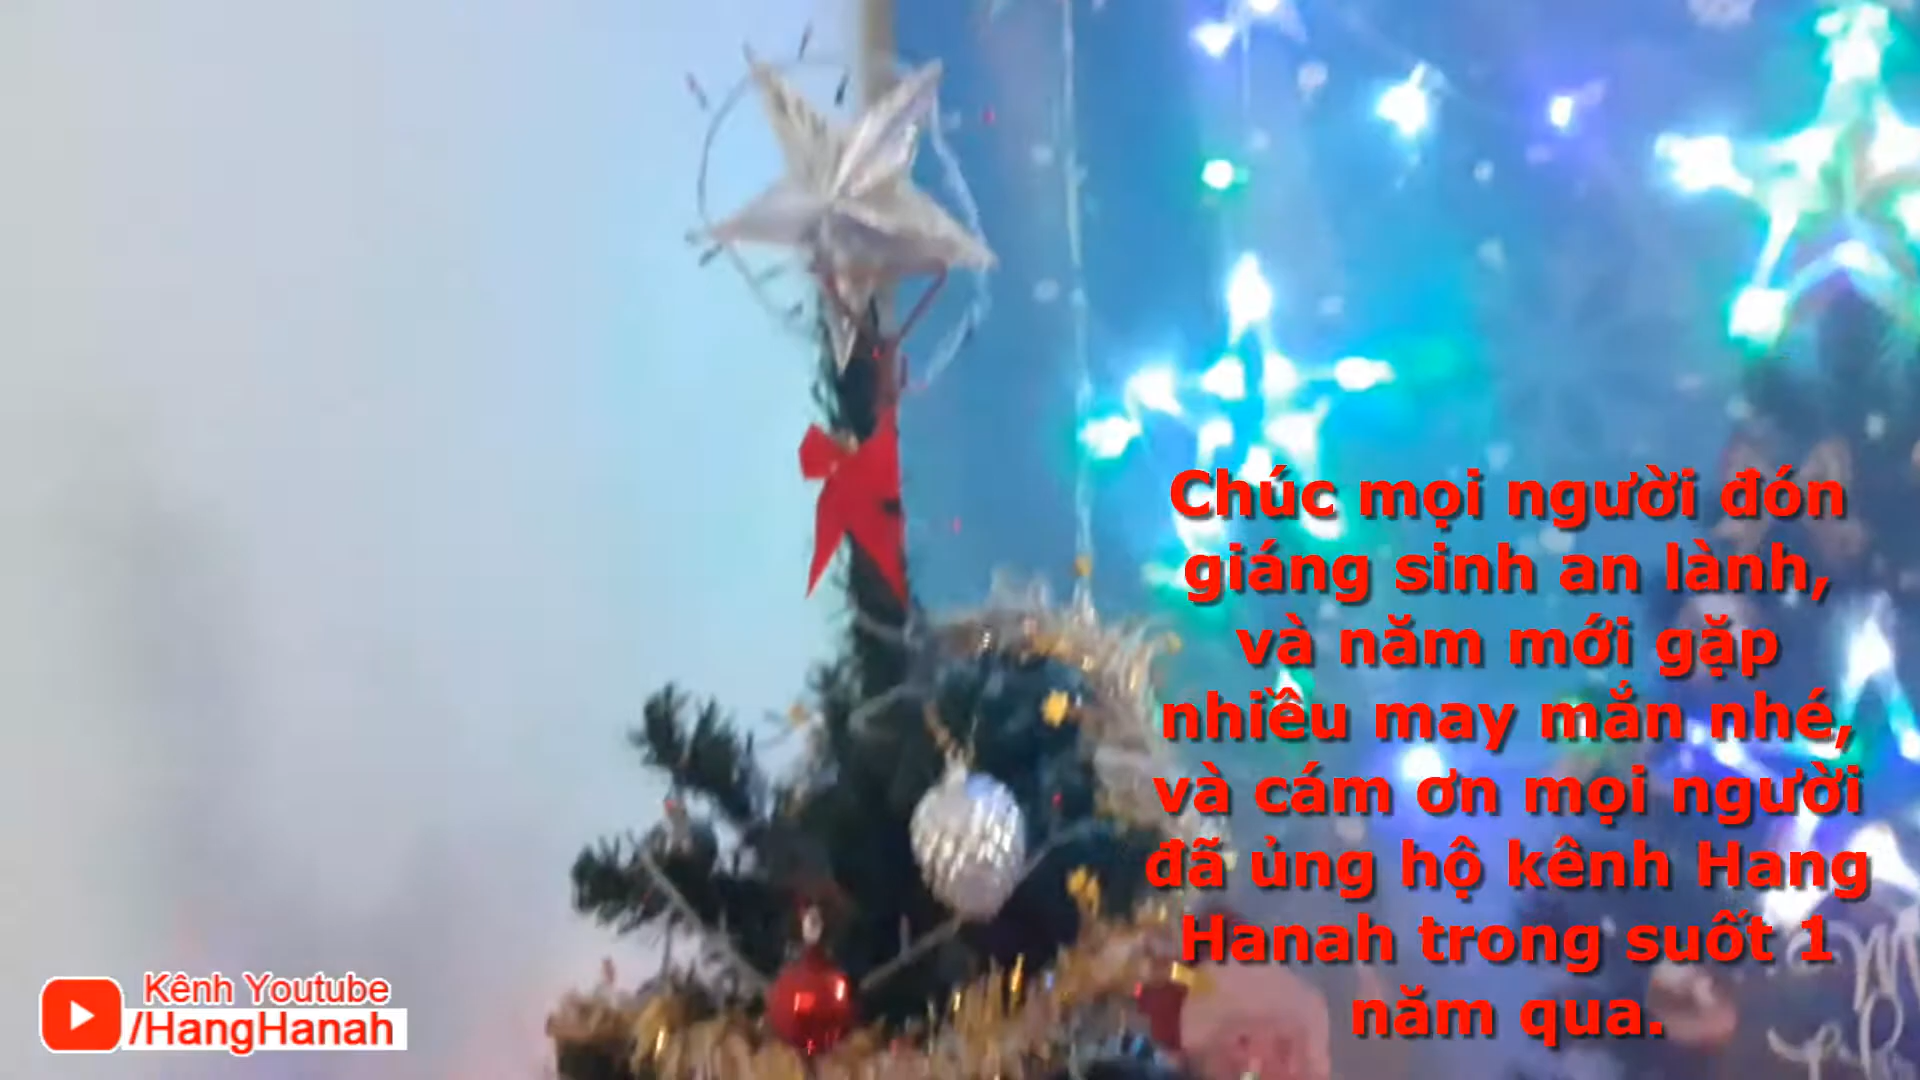 Chúc mọi người đón
giáng sinh an lành,
và năm mới gặp
nhiều may mắn nhé,
và cám ơn mọi người
đã ủng hộ kênh Hang
Hanah trong suốt 1
năm qua.
Kênh Youtube
/HangHanah